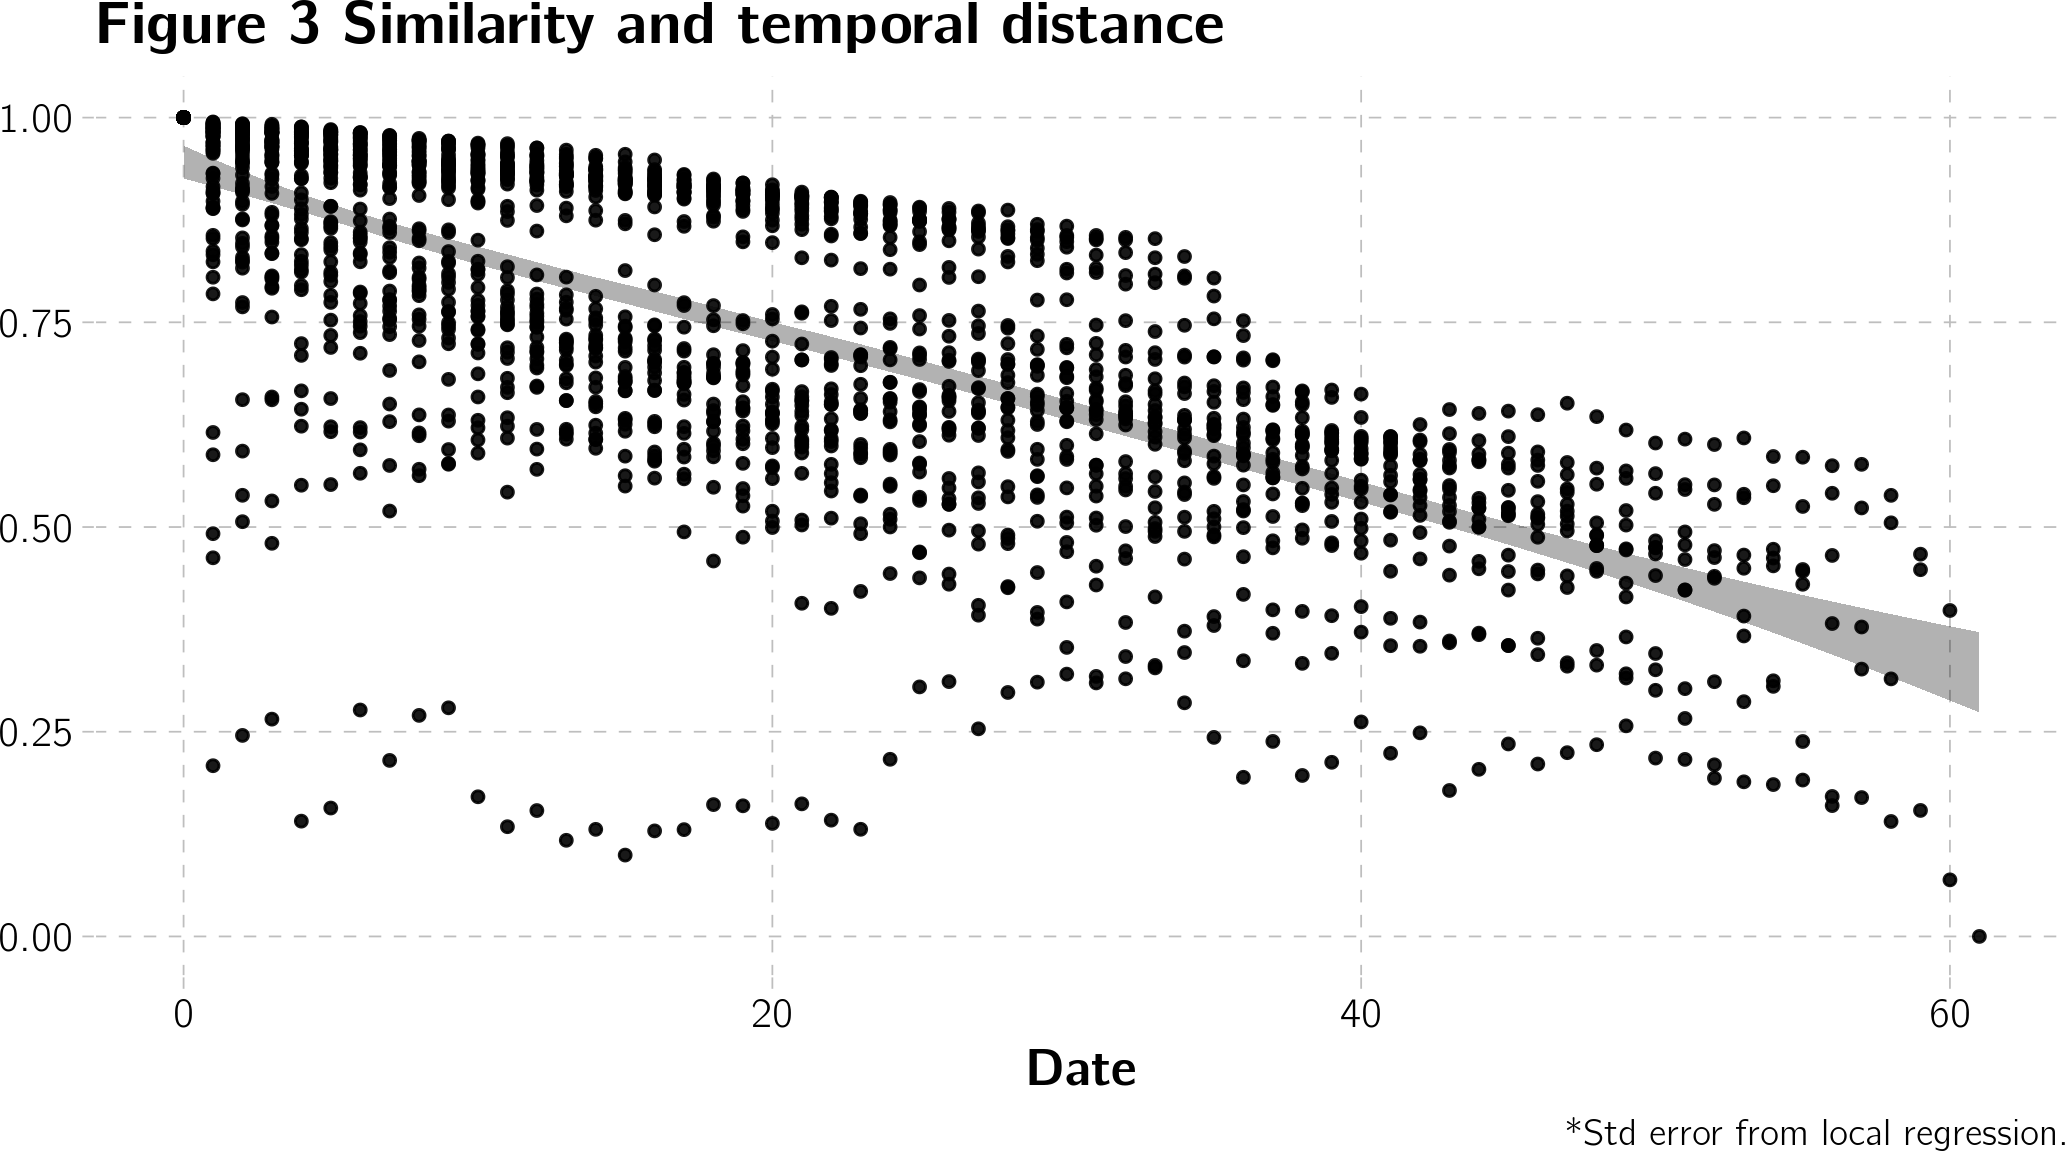 Figure 3 Similarity and temporal distance
1.00
0.75
0.50
0.25
0.00
0 20 40 60
Date
*Std error from local regression.